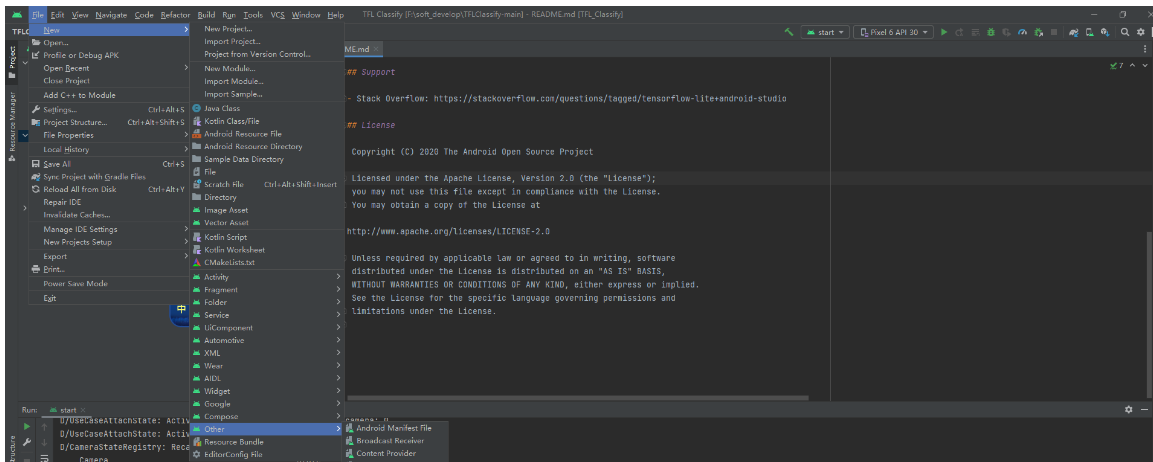 File Edit View Navigate Code Refactor Build Run Tools VCS Window Help TFL Classify [F:\soft_develop\TFLClassify-main] - README.md [TFL_Classify]
start Pixel 6 API 30
ME.md
7
Project
Resource Manager
New
Open...
Profile or Debug APK
Open Recent
Close Project
Add C++ to Module
Settings... Ctrl+Alt+S
Project Structure... Ctrl+Alt+Shift+S
File Properties
Local History
Save All Ctrl+S
Sync Project with Gradle Files
Reload All from Disk Ctrl+Alt+Y
Repair IDE
Invalidate Caches...
Manage IDE Settings
New Projects Setup
Export
Print...
Power Save Mode
Exit
中
New Project...
Import Project...
Project from Version Control...
New Module...
Import Module...
Import Sample...
Java Class
Kotlin Class/File
Android Resource File
Android Resource Directory
Sample Data Directory
File
Scratch File Ctrl+Alt+Shift+Insert
Directory
Image Asset
Vector Asset
Kotlin Script
Kotlin Worksheet
CMakeLists.txt
Activity
Fragment
Folder
Service
UiComponent
Automotive
XML
Wear
AIDL
Widget
Google
Compose
Other
Resource Bundle
EditorConfig File
Android Manifest File
Broadcast Receiver
Content Provider
## Support
- Stack Overflow: https://stackoverflow.com/questions/tagged/tensorflow-lite+android-studio
## License
Copyright (C) 2020 The Android Open Source Project
Licensed under the Apache License, Version 2.0 (the "License");
you may not use this file except in compliance with the License.
You may obtain a copy of the License at
http://www.apache.org/licenses/LICENSE-2.0
Unless required by applicable law or agreed to in writing, software
distributed under the License is distributed on an "AS IS" BASIS,
WITHOUT WARRANTIES OR CONDITIONS OF ANY KIND, either express or implied.
See the License for the specific language governing permissions and
limitations under the License.
Run: start
D/UseCaseAttachState: Activ
D/UseCaseAttachState: Activ
D/CameraStateRegistry: Reca
Camera